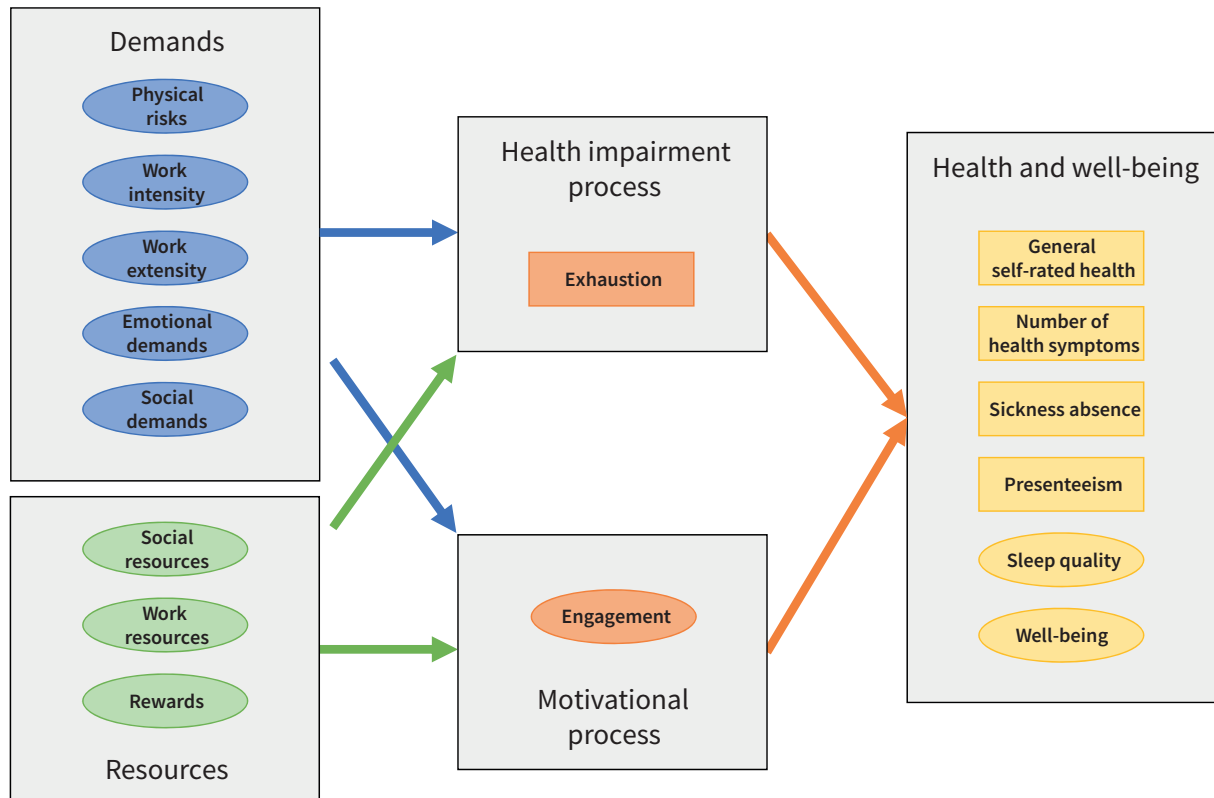 Demands
Physical
risks
Work
intensity
Work
extensity
Emotional
demands
Social
demands
Social
resources
Work
resources
Rewards
Resources
Health impairment
process
Exhaustion
Engagement
Motivational
process
Health and well-being
General
self-rated health
Number of
health symptoms
Sickness absence
Presenteeism
Sleep quality
Well-being